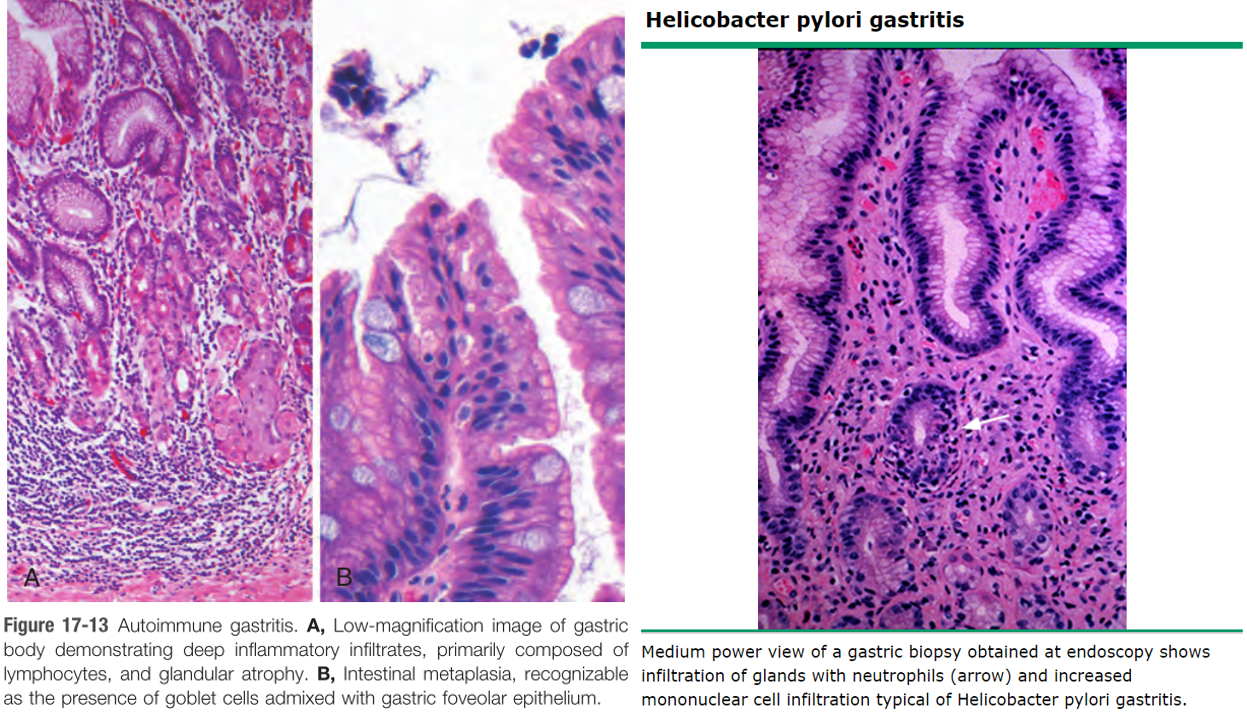 A
B
Figure 17-13 Autoimmune gastritis. A, Low-magnification image of gastric
body demonstrating deep inflammatory infiltrates, primarily composed of
lymphocytes, and glandular atrophy. B, Intestinal metaplasia, recognizable
as the presence of goblet cells admixed with gastric foveolar epithelium.
Helicobacter pylori gastritis
Medium power view of a gastric biopsy obtained at endoscopy shows
infiltration of glands with neutrophils (arrow) and increased
mononuclear cell infiltration typical of Helicobacter pylori gastritis.